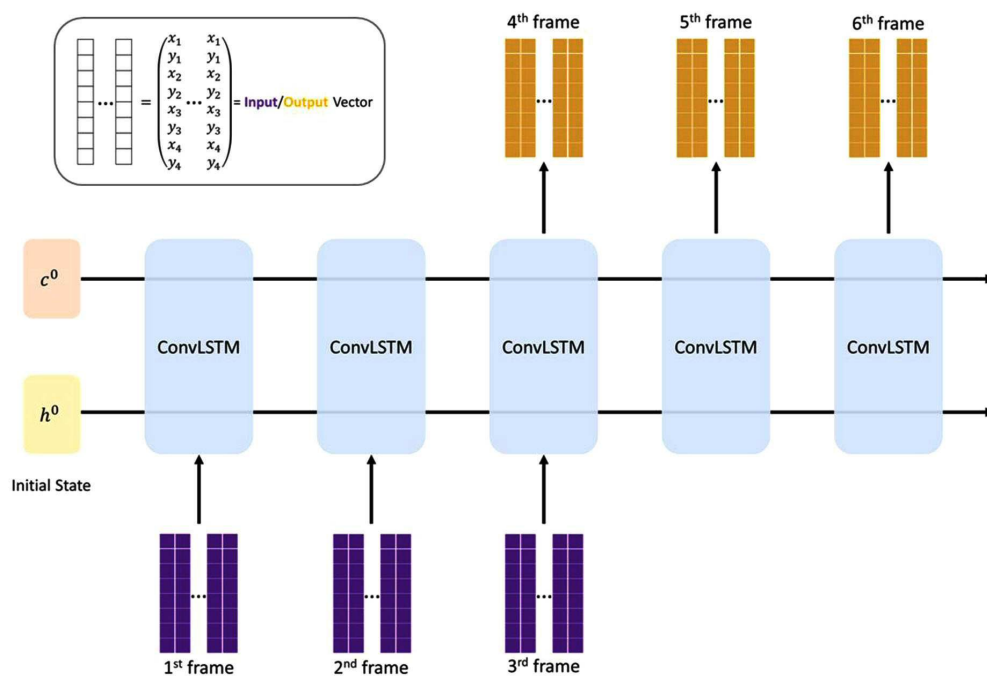 4th frame
5th frame
6th frame
x1 x1
y1 y1
x2 x2
y2 y2
... = ... = Input/Output Vector
x3 x3
y3 y3
x4 x4
y4 y4
... ... ...
c⁰
ConvLSTM ConvLSTM ConvLSTM ConvLSTM ConvLSTM
h⁰
Initial State
... ... ...
1st frame
2nd frame
3rd frame